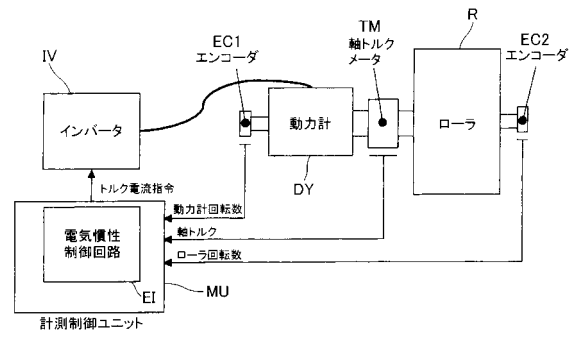 R
TM
軸トルク
メータ
EC1
エンコーダ
EC2
エンコーダ
IV
インバータ
動力計
ローラ
DY
トルク電流指令
電気慣性
制御回路
動力計回転数
軸トルク
ローラ回転数
EI
MU
計測制御ユニット